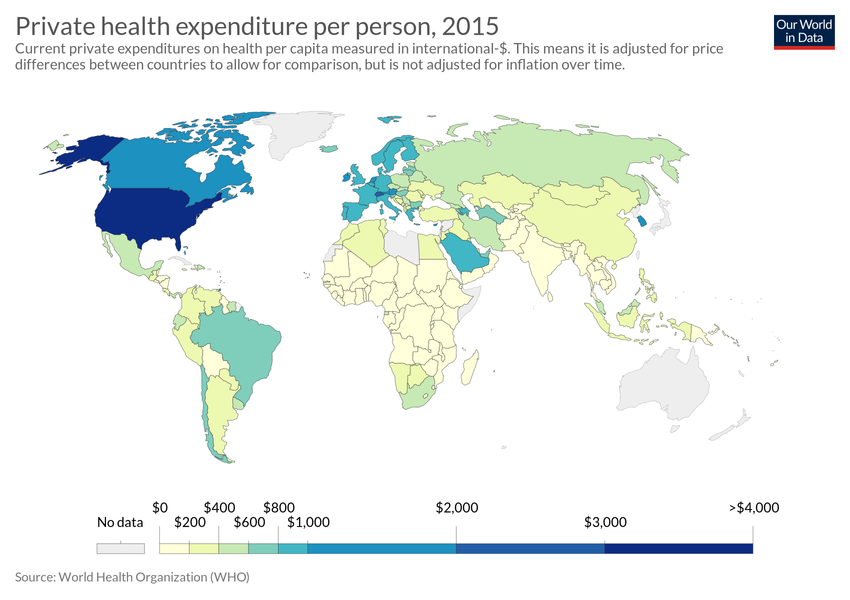 Private health expenditure per person, 2015
Our World
in Data
Current private expenditures on health per capita measured in international-$. This means it is adjusted for price
differences between countries to allow for comparison, but is not adjusted for inflation over time.
$0 $400 $800 $2,000 >$4,000
No data $200 $600 $1,000 $3,000
Source: World Health Organization (WHO)